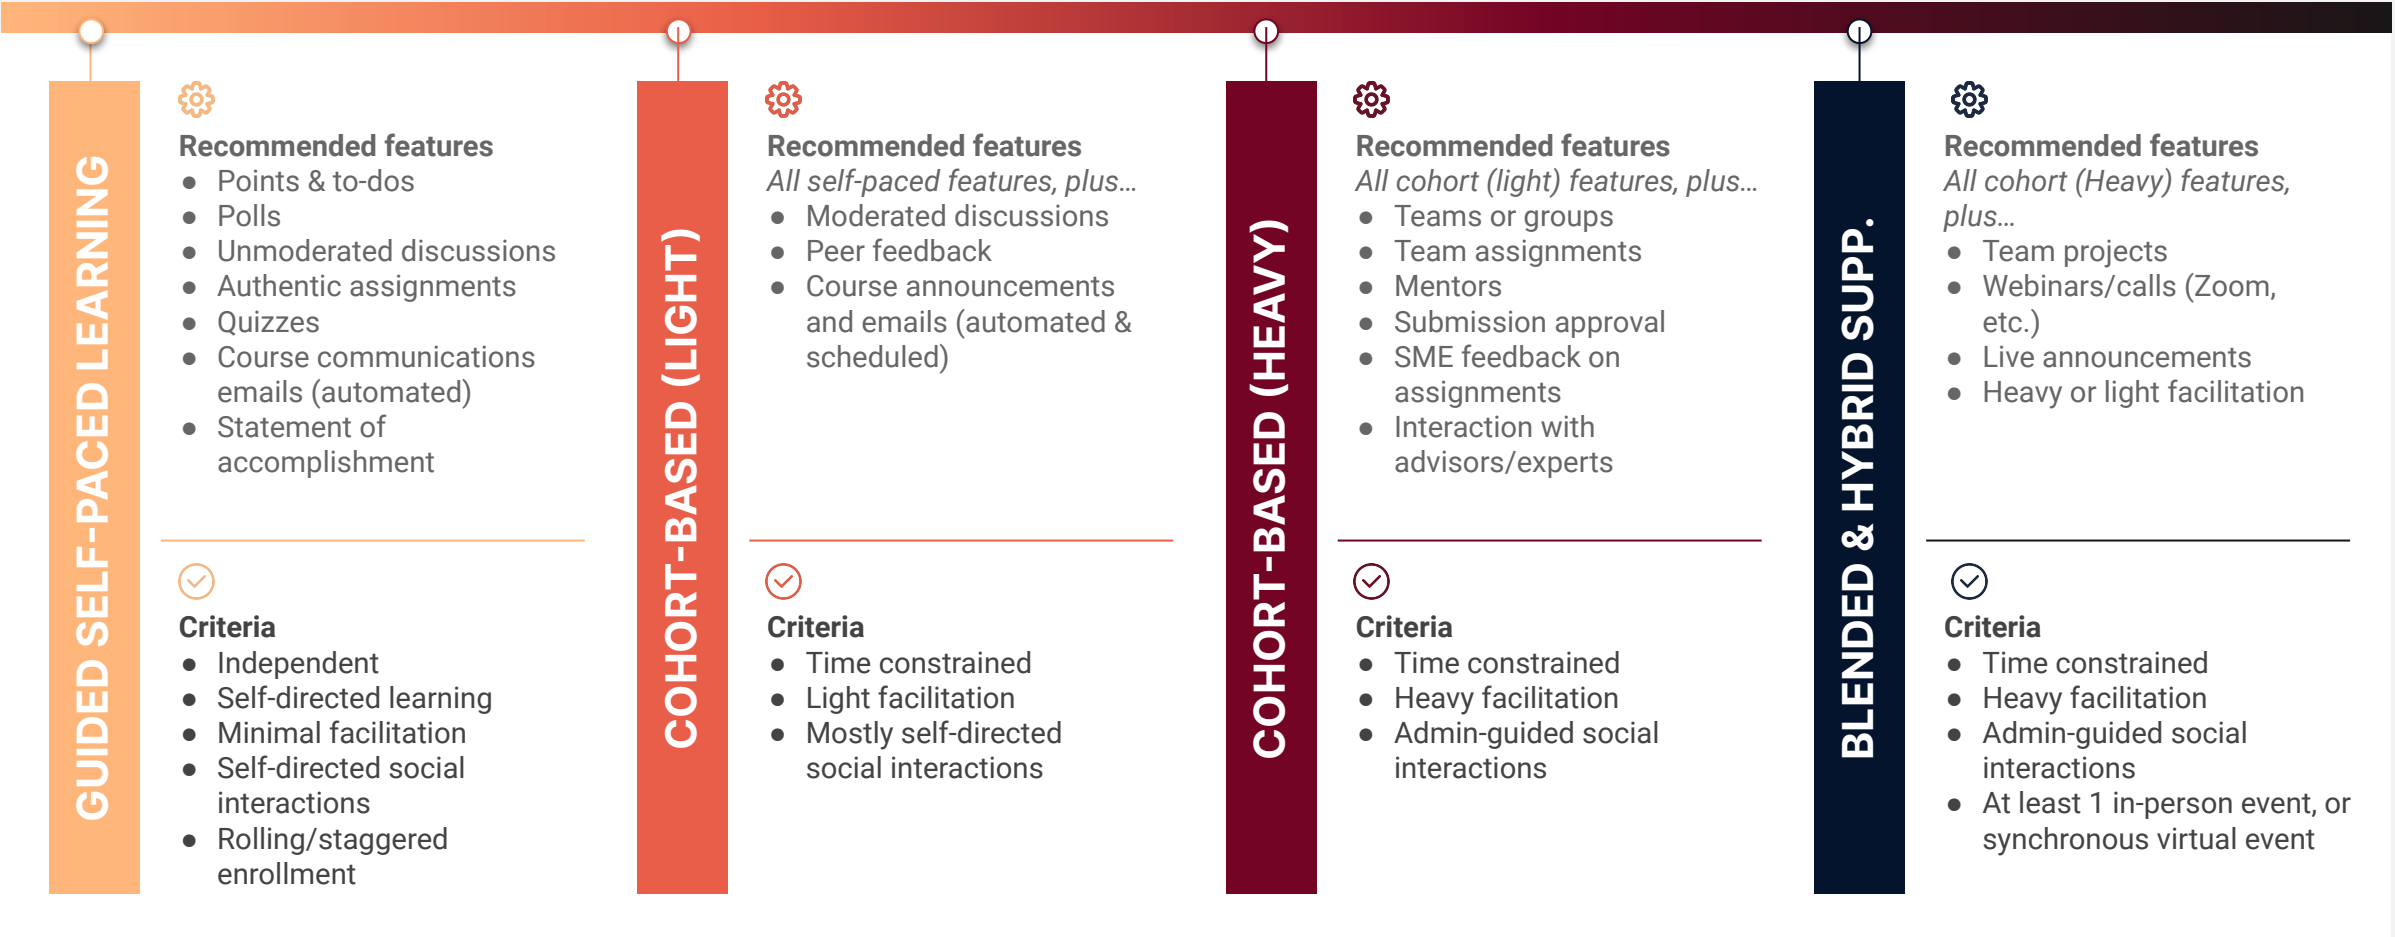 GUIDED SELF-PACED LEARNING
Recommended features
● Points & to-dos
● Polls
● Unmoderated discussions
● Authentic assignments
● Quizzes
● Course communications
emails (automated)
● Statement of
accomplishment
Criteria
● Independent
● Self-directed learning
● Minimal facilitation
● Self-directed social
interactions
● Rolling/staggered
enrollment
COHORT-BASED (LIGHT)
Recommended features
All self-paced features, plus...
● Moderated discussions
● Peer feedback
● Course announcements
and emails (automated &
scheduled)
Criteria
● Time constrained
● Light facilitation
● Mostly self-directed
social interactions
COHORT-BASED (HEAVY)
Recommended features
All cohort (light) features, plus...
● Teams or groups
● Team assignments
● Mentors
● Submission approval
● SME feedback on
assignments
● Interaction with
advisors/experts
Criteria
● Time constrained
● Heavy facilitation
● Admin-guided social
interactions
BLENDED & HYBRID SUPP.
Recommended features
All cohort (Heavy) features,
plus...
● Team projects
● Webinars/calls (Zoom,
etc.)
● Live announcements
● Heavy or light facilitation
Criteria
● Time constrained
● Heavy facilitation
● Admin-guided social
interactions
● At least 1 in-person event, or
synchronous virtual event